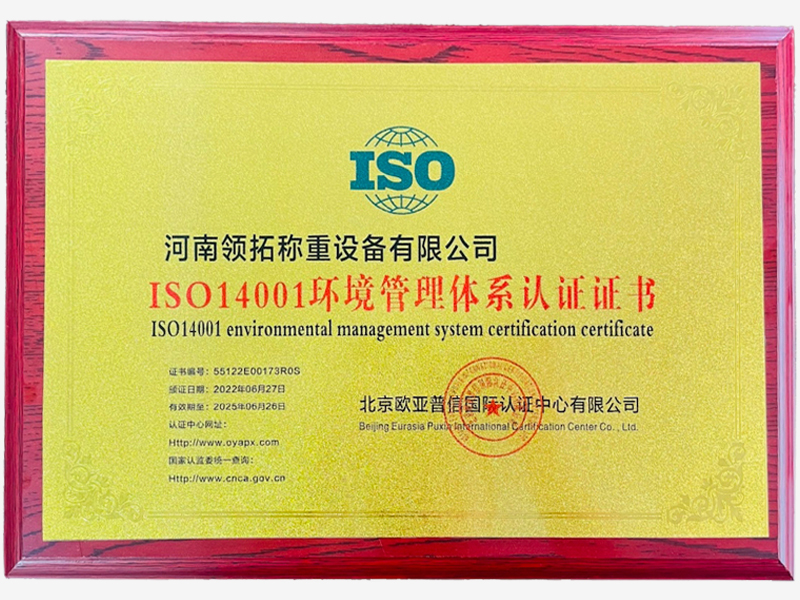 ISO
河南领拓称重设备有限公司
ISO14001环境管理体系认证证书
ISO14001 environmental management system certification certificate
证书编号：55122E00173R0S
颁证日期：2022年06月27日
有效期至：2025年06月26日
认证中心网址：
Http://www.oyapx.com
国家认监委统一查询：
Http://www.cnca.gov.cn
北京欧亚普信国际认证中心有限公司
Beijing Eurasia Puxin International Certification Center Co., Ltd.